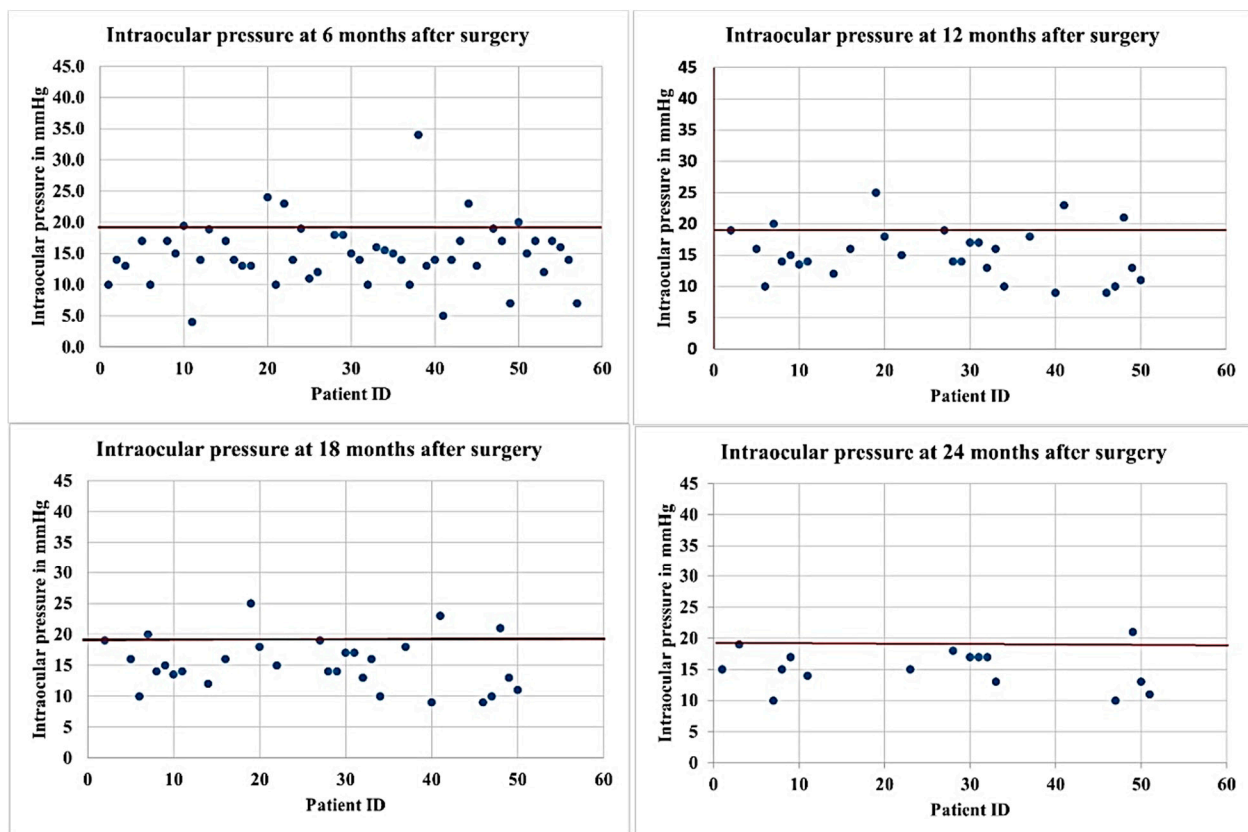 Intraocular pressure at 6 months after surgery
Intraocular pressure in mmHg
45.0
40.0
35.0
30.0
25.0
20.0
15.0
10.0
5.0
0.0
0 10 20 30 40 50 60
Patient ID
Intraocular pressure at 12 months after surgery
Intraocular pressure in mmHg
45
40
35
30
25
20
15
10
5
0
0 10 20 30 40 50 60
Patient ID
Intraocular pressure at 18 months after surgery
Intraocular pressure in mmHg
45
40
35
30
25
20
15
10
5
0
0 10 20 30 40 50 60
Patient ID
Intraocular pressure at 24 months after surgery
Intraocular pressure in mmHg
45
40
35
30
25
20
15
10
5
0
0 10 20 30 40 50 60
Patient ID